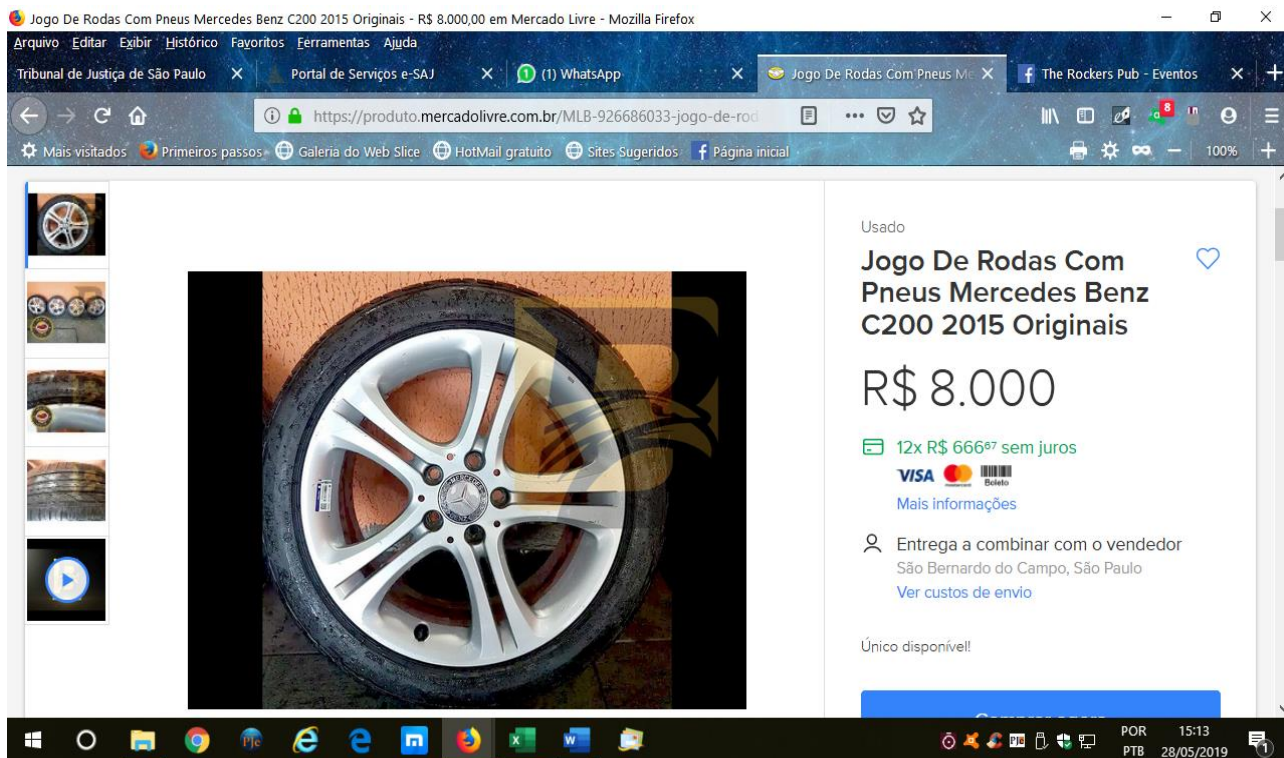 Jogo De Rodas Com Pneus Mercedes Benz C200 2015 Originais - R$ 8.000,00 em Mercado Livre - Mozilla Firefox
Arquivo Editar Exibir Histórico Favoritos Ferramentas Ajuda
Tribunal de Justiça de São Paulo
Portal de Serviços e-SAJ
(1) WhatsApp
Jogo De Rodas Com Pneus Me
The Rockers Pub - Eventos
https://produto.mercadolivre.com.br/MLB-926686033-jogo-de-rod
8
Mais visitados Primeiros passos Galeria do Web Slice HotMail gratuito Sites Sugeridos Página inicial
100%
Usado
Jogo De Rodas Com
Pneus Mercedes Benz
C200 2015 Originais
R$ 8.000
12x R$ 666⁶⁷ sem juros
VISA
Boleto
Mais informações
Entrega a combinar com o vendedor
São Bernardo do Campo, São Paulo
Ver custos de envio
Único disponível!
Comprar agora
POR
PTB
15:13
28/05/2019
1